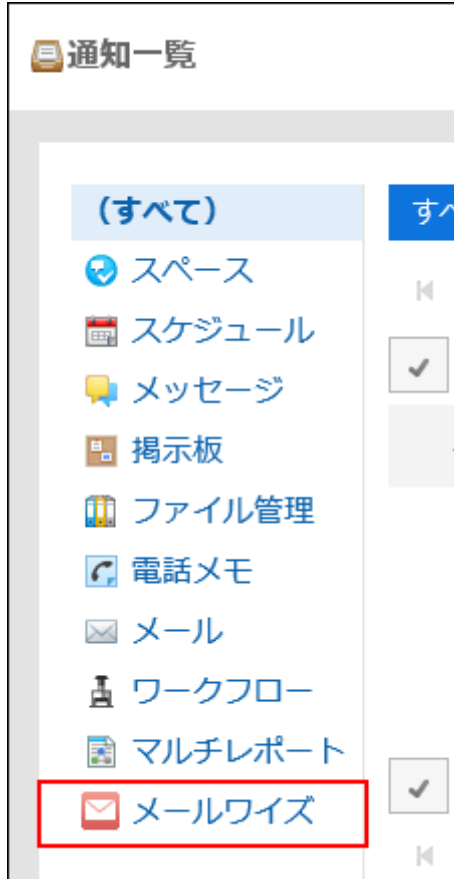 通知一覧
（すべて）
すべ
スペース
スケジュール
メッセージ
掲示板
ファイル管理
電話メモ
メール
ワークフロー
マルチレポート
メールワイズ